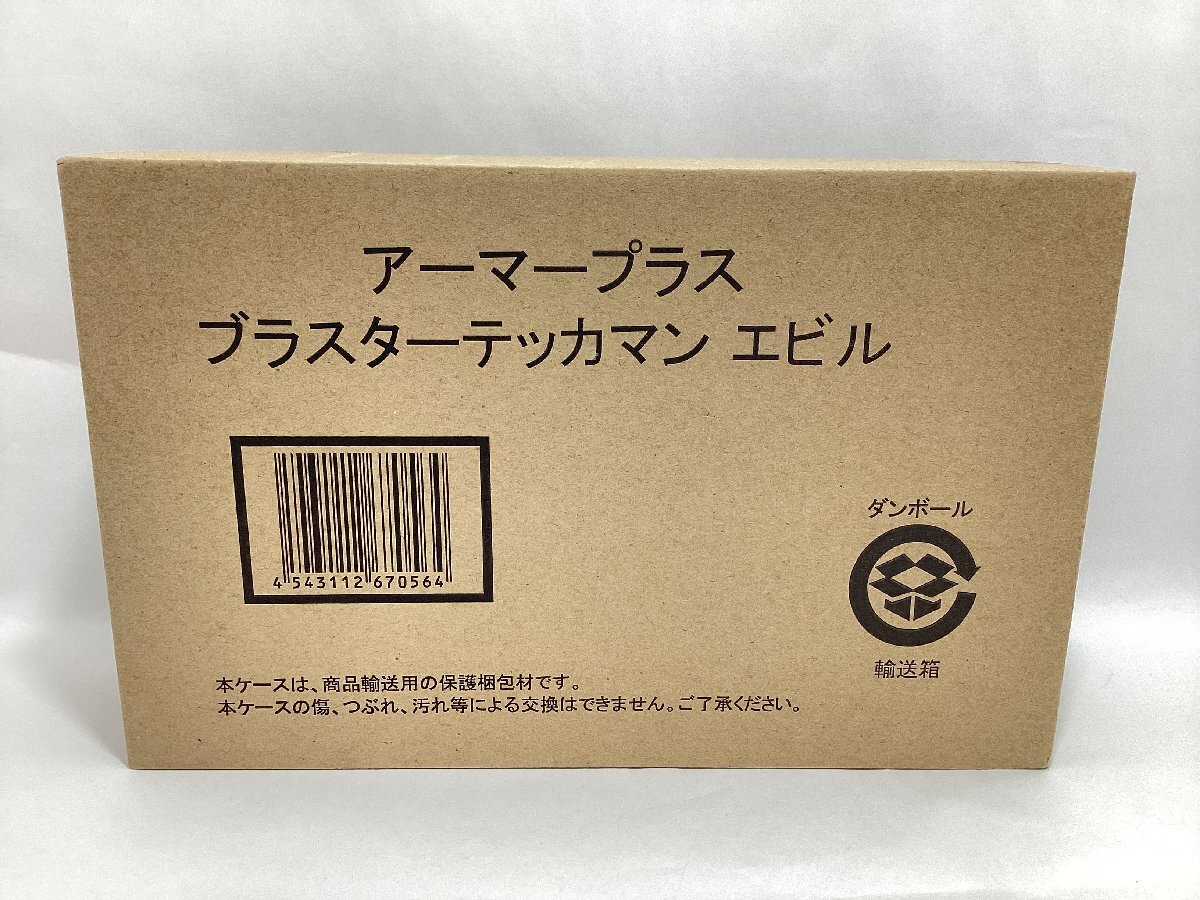 アーマープラス
ブラスターテッカマン エビル
4 543112 670564
ダンボール
輸送箱
本ケースは、商品輸送用の保護梱包材です。
本ケースの傷、つぶれ、汚れ等による交換はできません。ご了承ください。